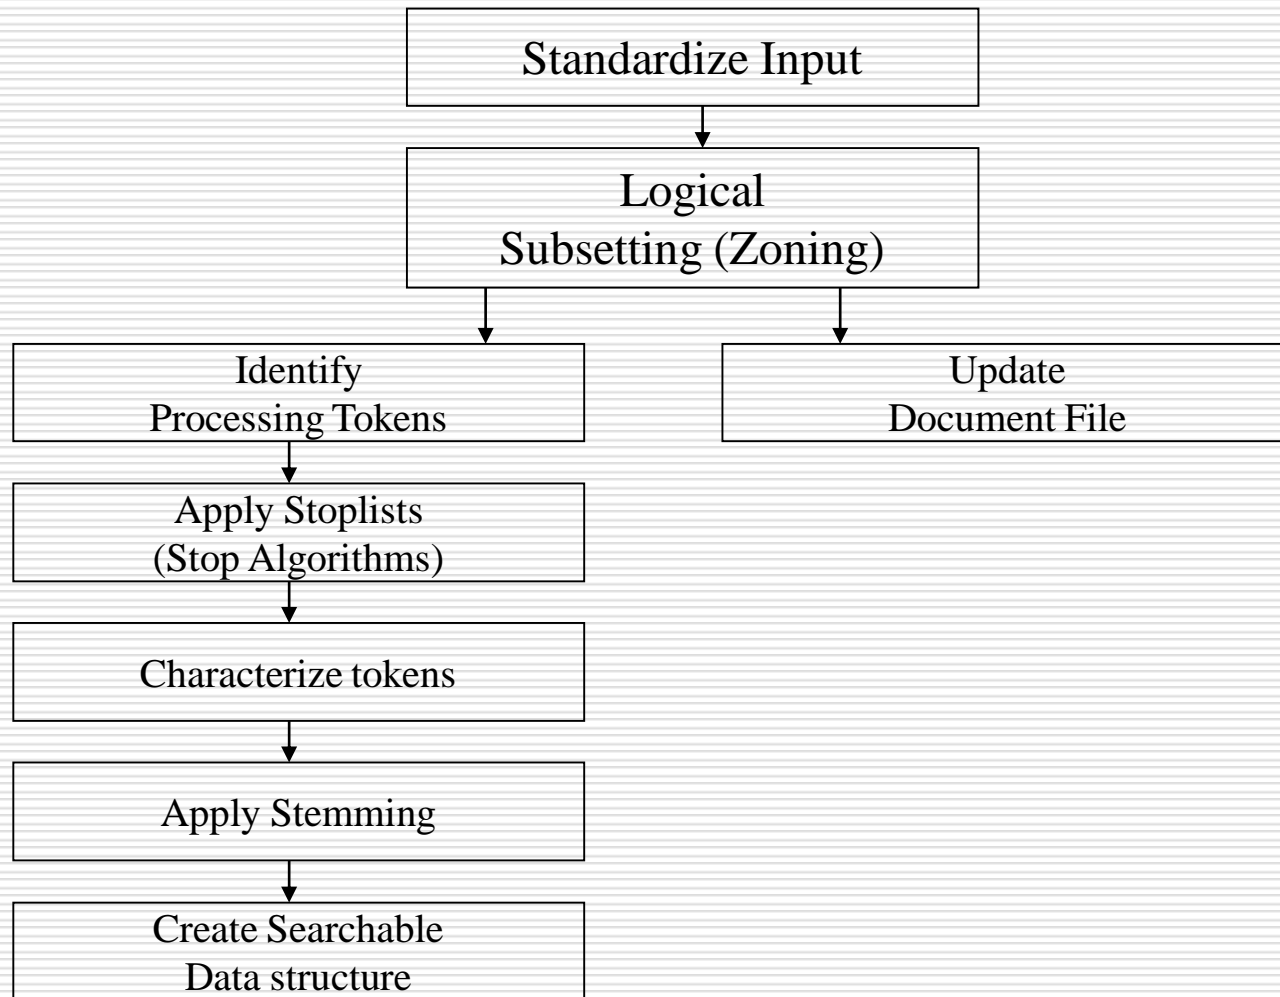 Standardize Input
Logical
Subsetting (Zoning)
Identify
Processing Tokens
Update
Document File
Apply Stoplists
(Stop Algorithms)
Characterize tokens
Apply Stemming
Create Searchable
Data structure